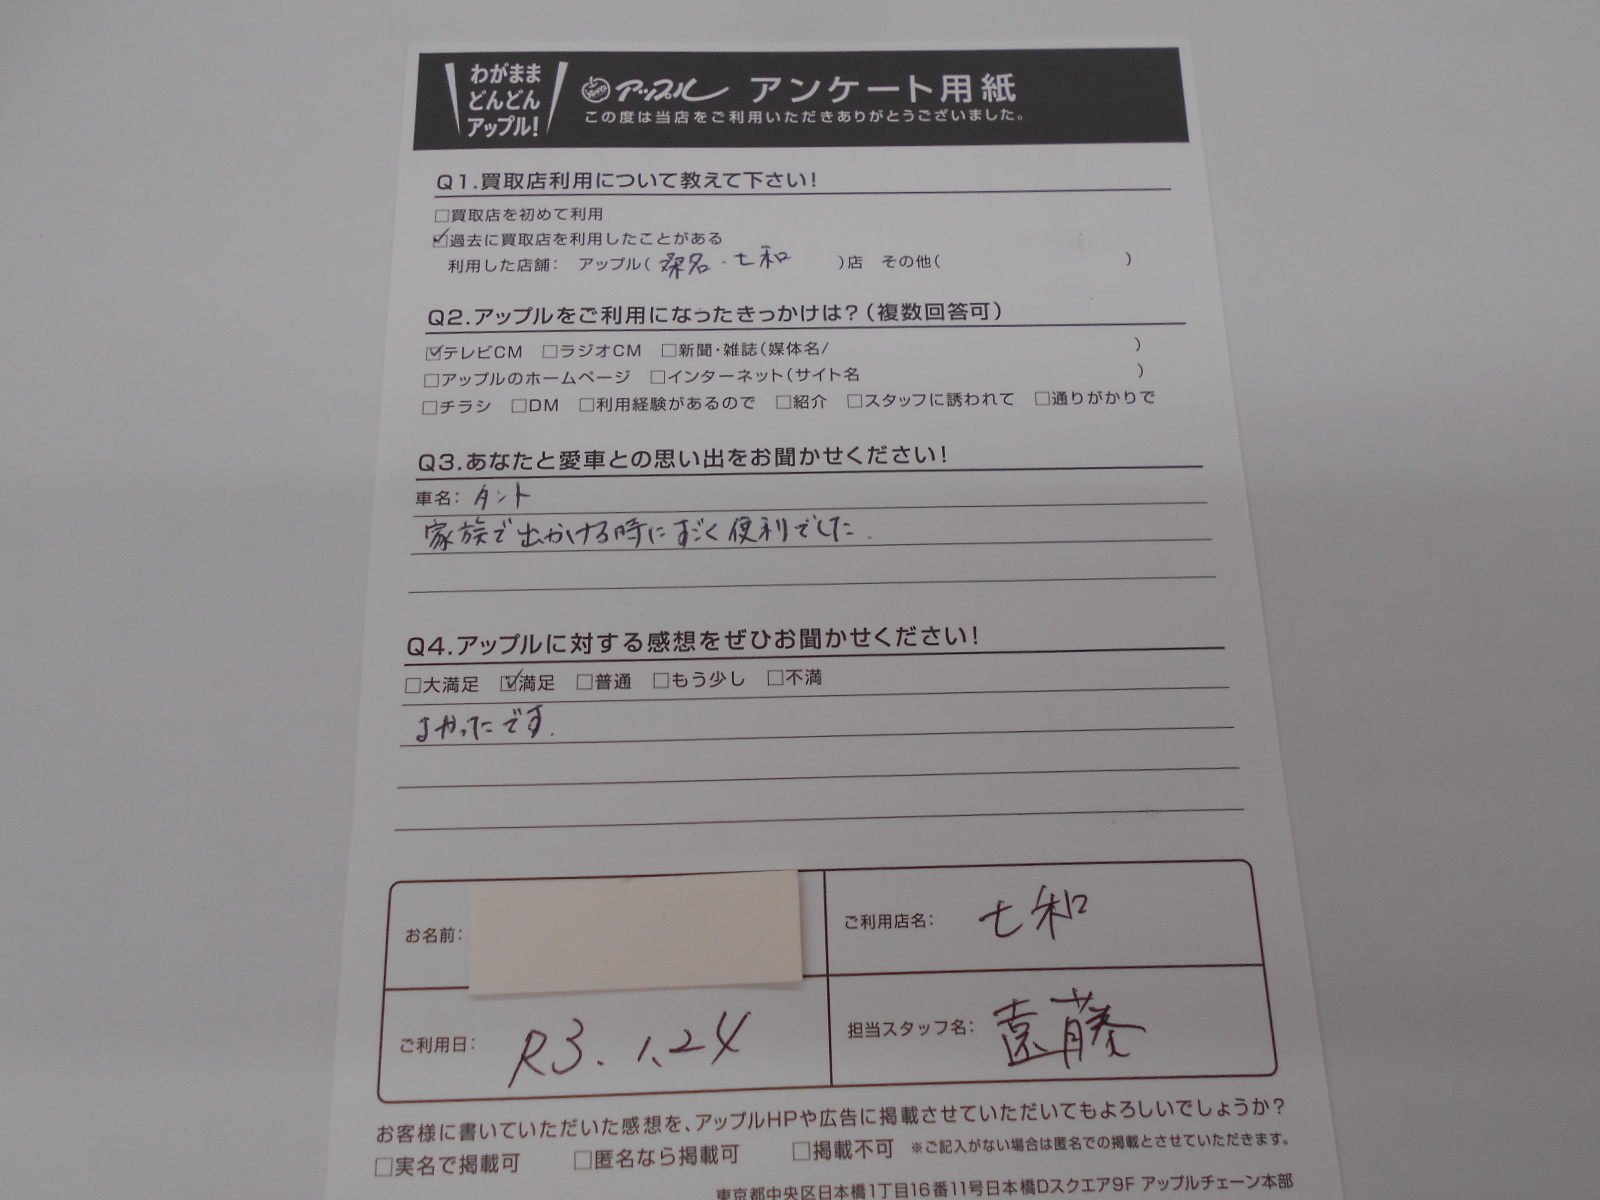 わがまま
どんどん
アップル!
アップル アンケート用紙
この度は当店をご利用いただきありがとうございました。
Q1.買取店利用について教えて下さい!
□買取店を初めて利用
☑過去に買取店を利用したことがある
利用した店舗: アップル(桑名・七和)店 その他( )
Q2.アップルをご利用になったきっかけは?(複数回答可)
☑テレビCM □ラジオCM □新聞・雑誌(媒体名/ )
□アップルのホームページ □インターネット(サイト名 )
□チラシ □DM □利用経験があるので □紹介 □スタッフに誘われて □通りがかりで
Q3.あなたと愛車との思い出をお聞かせください!
車名: タント
家族で出かける時にすごく便利でした.
Q4.アップルに対する感想をぜひお聞かせください!
□大満足 ☑満足 □普通 □もう少し □不満
よかったです.
お名前:
ご利用店名: 七和
ご利用日: R3.1.24
担当スタッフ名: 遠藤
お客様に書いていただいた感想を、アップルHPや広告に掲載させていただいてもよろしいでしょうか?
□実名で掲載可 □匿名なら掲載可 □掲載不可 ※ご記入がない場合は匿名での掲載とさせていただきます。
東京都中央区日本橋1丁目16番11号日本橋Dスクエア9F アップルチェーン本部